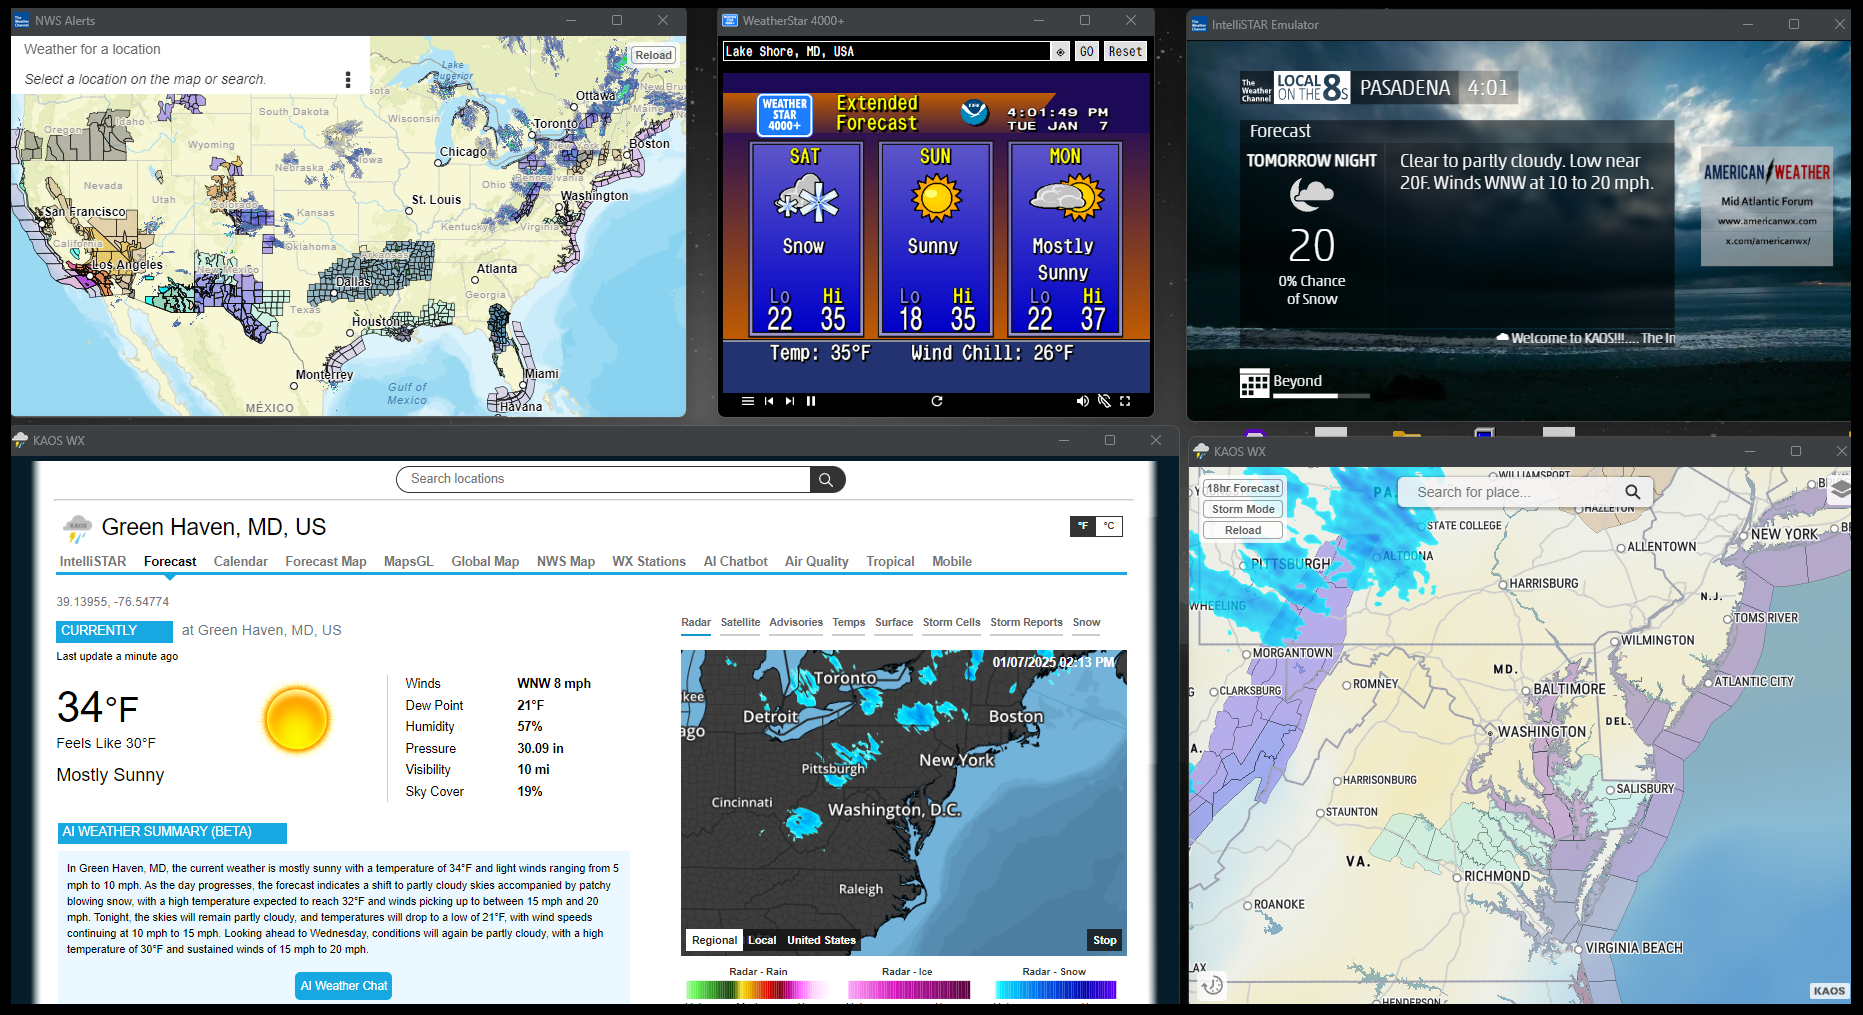 NWS Alerts
Weather for a location
Select a location on the map or search.
Reload
Lake Superior
Ottawa
Oregon
Idaho
South Dakota
Wisconsin
Toronto
Maine
Wyoming
Boston
Chicago
Iowa
Nebraska
Pennsylvania
Nevada
Utah
Ohio
Washington
San Francisco
Colorado
Kansas
St. Louis
Kentucky
Virginia
California
Oklahoma
Arkansas
Los Angeles
New Mexico
Atlanta
Dallas
Georgia
Texas
Houston
Monterrey
Miami
Gulf of Mexico
MÉXICO
Havana
WeatherStar 4000+
Lake Shore, MD, USA
GO
Reset
WEATHER STAR 4000+
Extended Forecast
4:01:49 PM
TUE JAN 7
SAT
SUN
MON
Snow
Sunny
Mostly Sunny
Lo Hi
22 35
Lo Hi
18 35
Lo Hi
22 37
Temp: 35°F Wind Chill: 26°F
IntelliSTAR Emulator
The Weather Channel
LOCAL ON THE 8s
PASADENA
4:01
Forecast
TOMORROW NIGHT
20
0% Chance of Snow
Clear to partly cloudy. Low near
20F. Winds WNW at 10 to 20 mph.
AMERICAN WEATHER
Mid Atlantic Forum
www.americanwx.com
x.com/americanwx/
Welcome to KAOS!!!.... The In
Beyond
KAOS WX
Search locations
Green Haven, MD, US
°F °C
IntelliSTAR Forecast Calendar Forecast Map MapsGL Global Map NWS Map WX Stations AI Chatbot Air Quality Tropical Mobile
39.13955, -76.54774
CURRENTLY at Green Haven, MD, US
Last update a minute ago
34°F
Feels Like 30°F
Mostly Sunny
Winds WNW 8 mph
Dew Point 21°F
Humidity 57%
Pressure 30.09 in
Visibility 10 mi
Sky Cover 19%
AI WEATHER SUMMARY (BETA)
In Green Haven, MD, the current weather is mostly sunny with a temperature of 34°F and light winds ranging from 5
mph to 10 mph. As the day progresses, the forecast indicates a shift to partly cloudy skies accompanied by patchy
blowing snow, with a high temperature expected to reach 32°F and winds picking up to between 15 mph and 20
mph. Tonight, the skies will remain partly cloudy, and temperatures will drop to a low of 21°F, with wind speeds
continuing at 10 mph to 15 mph. Looking ahead to Wednesday, conditions will again be partly cloudy, with a high
temperature of 30°F and sustained winds of 15 mph to 20 mph.
AI Weather Chat
Radar Satellite Advisories Temps Surface Storm Cells Storm Reports Snow
01/07/2025 02:13 PM
Toronto
Detroit
Boston
New York
Pittsburgh
Cincinnati
Washington, D.C.
Raleigh
Regional Local United States
Stop
Radar - Rain
Radar - Ice
Radar - Snow
KAOS WX
18hr Forecast
Storm Mode
Reload
Search for place...
WILLIAMSPORT
PA.
HAZLETON
STATE COLLEGE
NEW YORK
ALTOONA
ALLENTOWN
PITTSBURGH
HARRISBURG
N.J.
WHEELING
TOMS RIVER
WILMINGTON
MORGANTOWN
MD.
ROMNEY
ATLANTIC CITY
CLARKSBURG
BALTIMORE
DEL.
WASHINGTON
HARRISONBURG
SALISBURY
STAUNTON
VA.
RICHMOND
ROANOKE
VIRGINIA BEACH
HENDERSON
KAOS